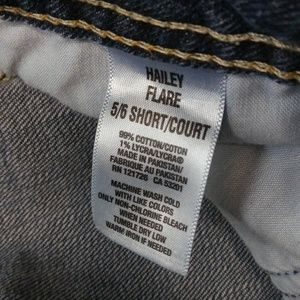 HAILEY
FLARE
5/6 SHORT/COURT
99% COTTON/COTON
1% LYCRA/LYCRA®
MADE IN PAKISTAN/
FABRIQUE AU PAKISTAN
RN 121726 CA 53201
MACHINE WASH COLD
WITH LIKE COLORS
ONLY NON-CHLORINE BLEACH
WHEN NEEDED
TUMBLE DRY LOW
WARM IRON IF NEEDED